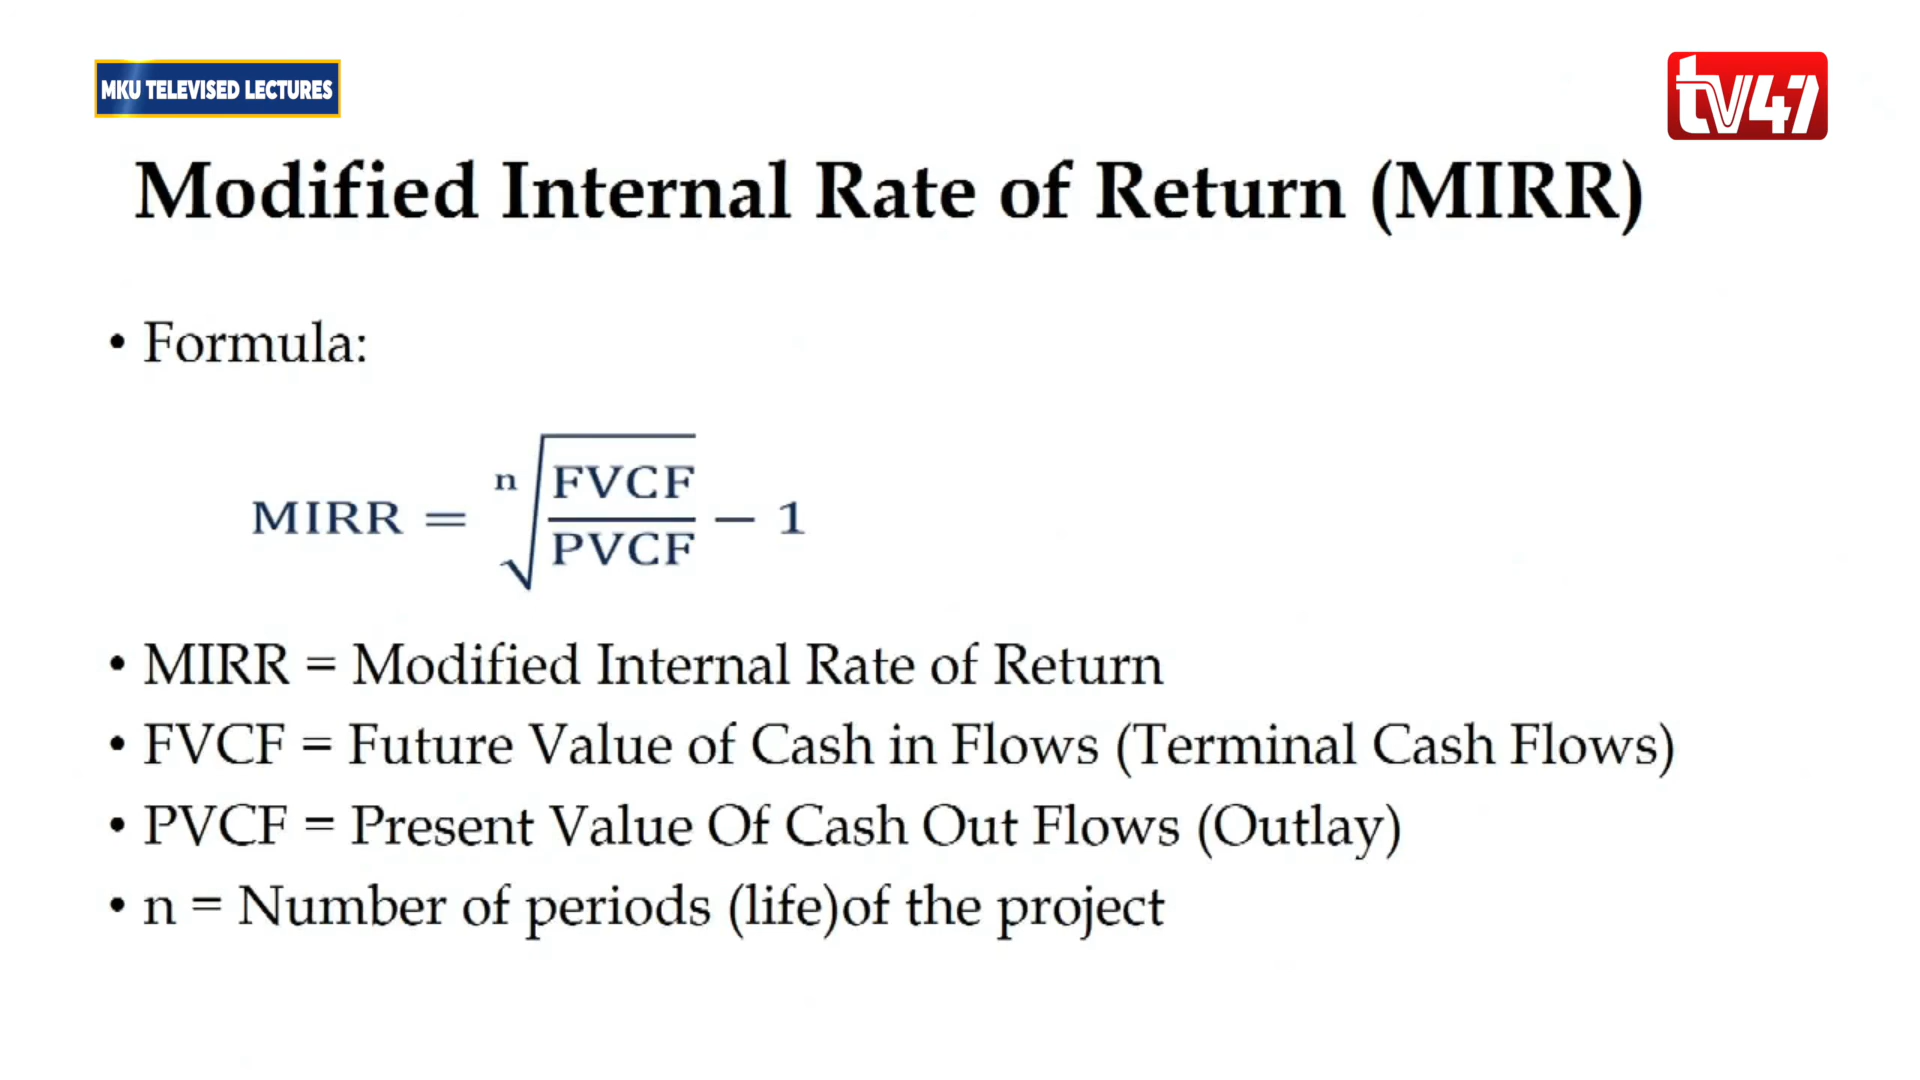 MKU TELEVISED LECTURES
tv47
Modified Internal Rate of Return (MIRR)
• Formula:
MIRR = n√(FVCF/PVCF) − 1
• MIRR = Modified Internal Rate of Return
• FVCF = Future Value of Cash in Flows (Terminal Cash Flows)
• PVCF = Present Value Of Cash Out Flows (Outlay)
• n = Number of periods (life)of the project